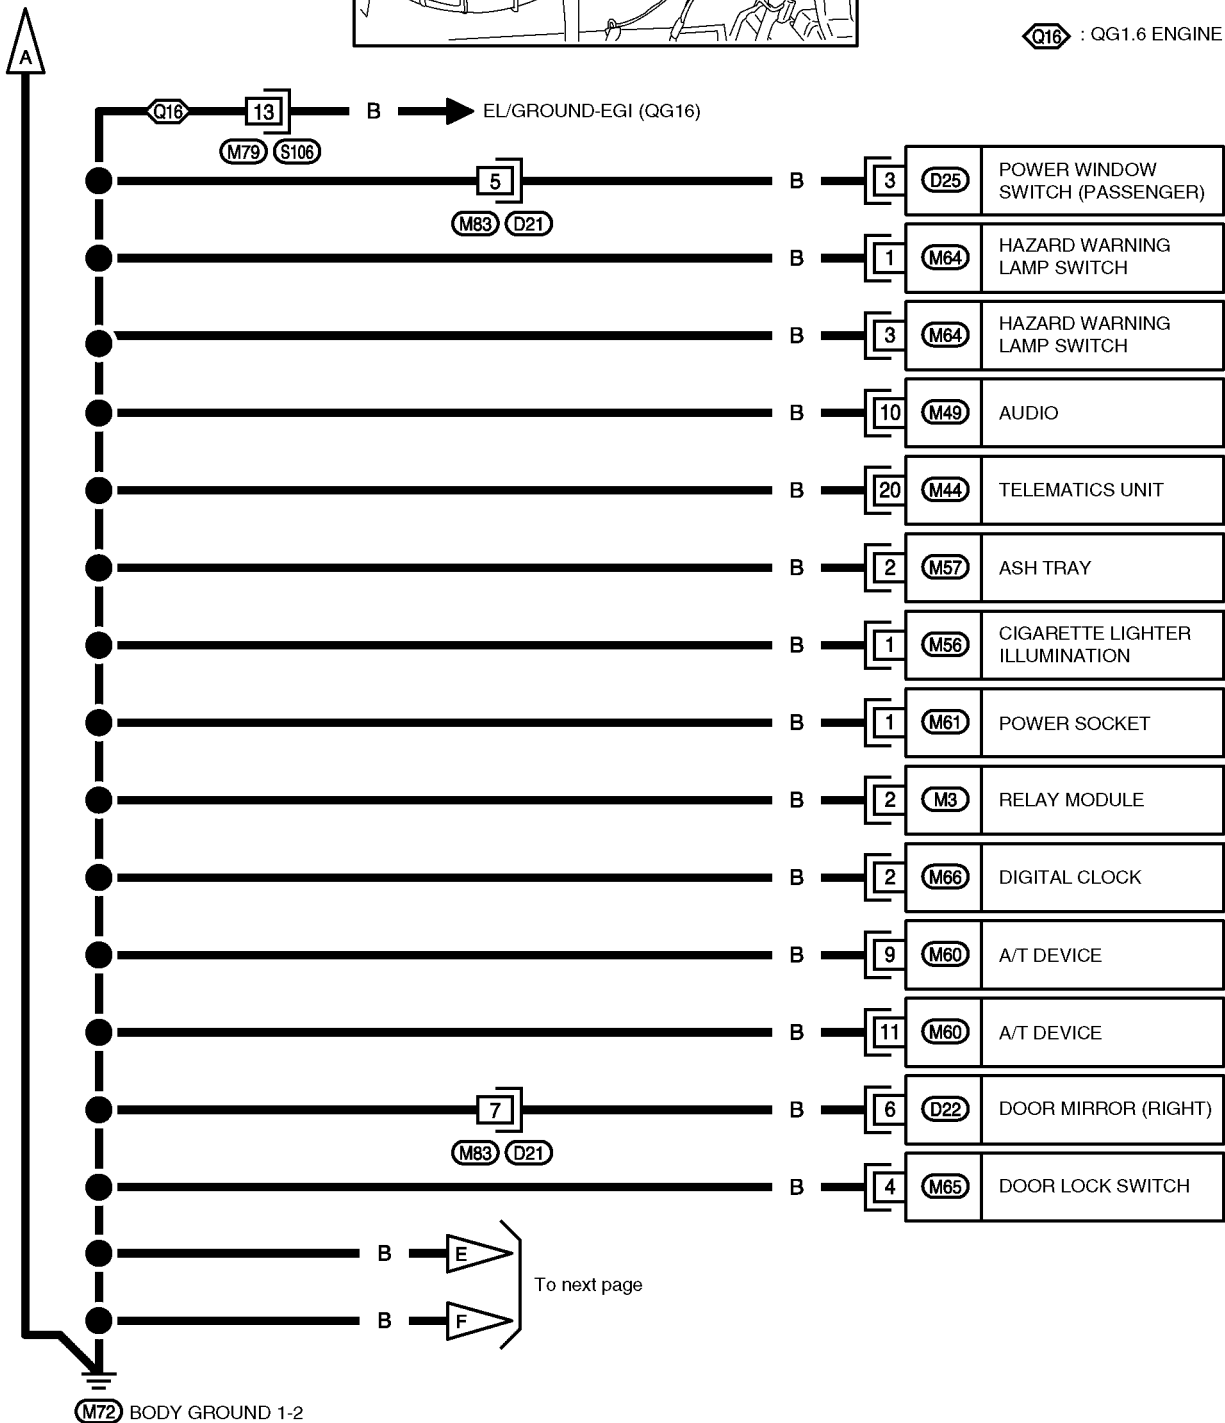 A
Q16 : QG1.6 ENGINE
Q16 13 B EL/GROUND-EGI (QG16)
M79 S106
5 B 3 D25 POWER WINDOW
SWITCH (PASSENGER)
M83 D21
B 1 M64 HAZARD WARNING
LAMP SWITCH
B 3 M64 HAZARD WARNING
LAMP SWITCH
B 10 M49 AUDIO
B 20 M44 TELEMATICS UNIT
B 2 M57 ASH TRAY
B 1 M56 CIGARETTE LIGHTER
ILLUMINATION
B 1 M61 POWER SOCKET
B 2 M3 RELAY MODULE
B 2 M66 DIGITAL CLOCK
B 9 M60 A/T DEVICE
B 11 M60 A/T DEVICE
7 B 6 D22 DOOR MIRROR (RIGHT)
M83 D21
B 4 M65 DOOR LOCK SWITCH
B E
To next page
B F
M72 BODY GROUND 1-2